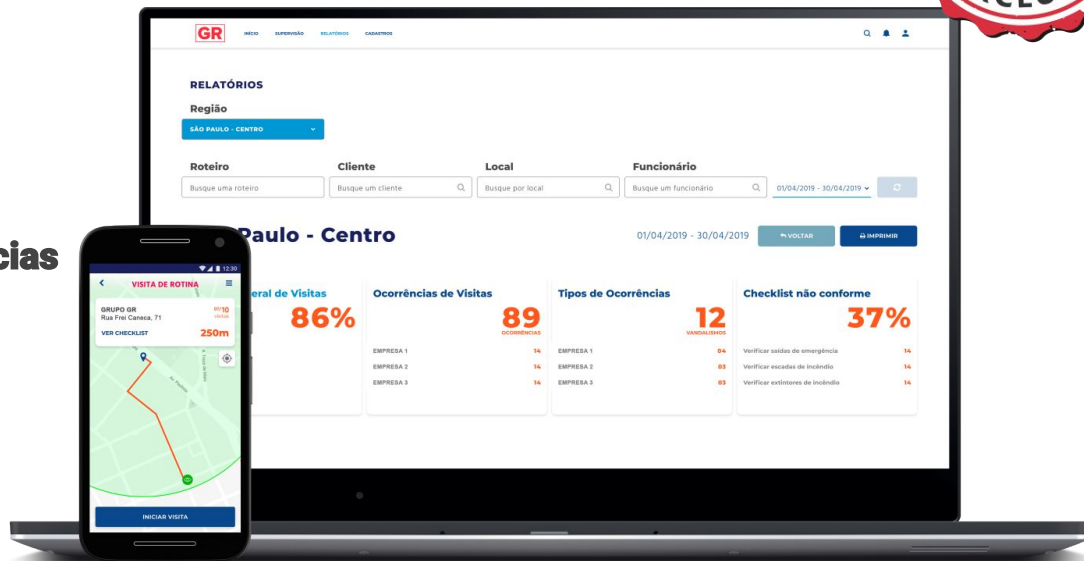 GR INÍCIO SUPERVISÃO RELATÓRIOS CADASTROS
RELATÓRIOS
Região
SÃO PAULO - CENTRO
Roteiro Cliente Local Funcionário
Busque uma roteiro Busque um cliente Busque por local Busque um funcionário 01/04/2019 - 30/04/2019
Paulo - Centro 01/04/2019 - 30/04/2019 VOLTAR IMPRIMIR
eral de Visitas Ocorrências de Visitas Tipos de Ocorrências Checklist não conforme
86% 89 12 37%
OCORRÊNCIAS VANDALISMOS
EMPRESA 1 14 EMPRESA 1 04 Verificar saídas de emergência 14
EMPRESA 2 14 EMPRESA 2 03 Verificar escadas de incêndio 14
EMPRESA 3 14 EMPRESA 3 03 Verificar extintores de incêndio 14
cias
12:30
VISITA DE ROTINA
GRUPO GR
Rua Frei Caneca, 71
VER CHECKLIST 250m
Av. Paulista
INICIAR VISITA